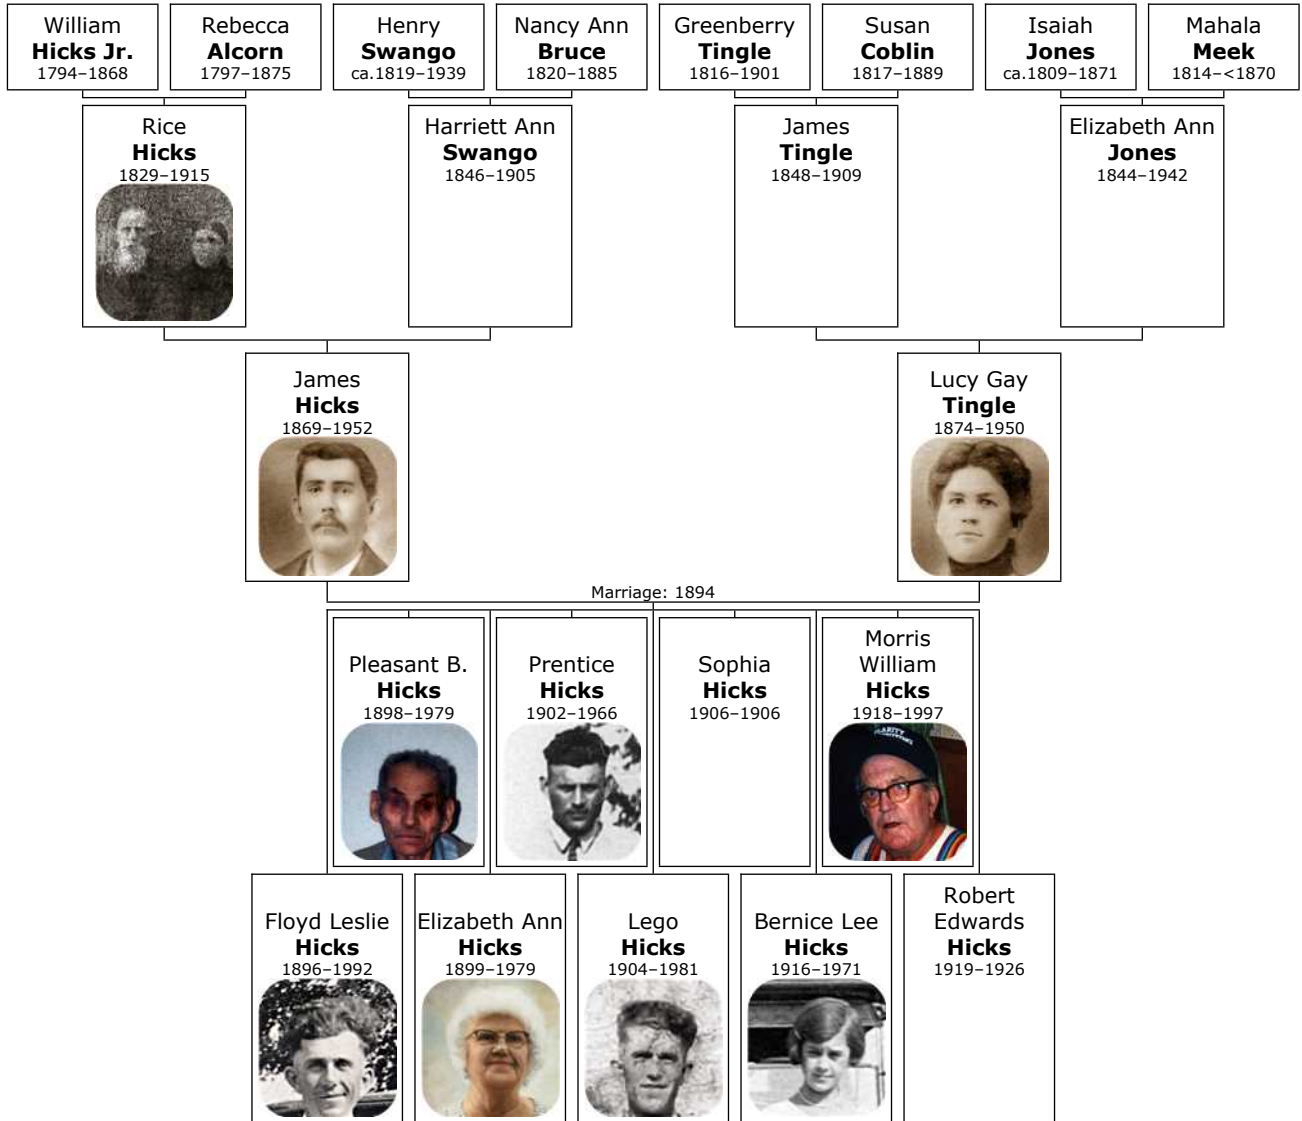 William
Hicks Jr.
1794–1868
Rebecca
Alcorn
1797–1875
Henry
Swango
ca.1819–1939
Nancy Ann
Bruce
1820–1885
Greenberry
Tingle
1816–1901
Susan
Coblin
1817–1889
Isaiah
Jones
ca.1809–1871
Mahala
Meek
1814–<1870
Rice
Hicks
1829–1915
Harriett Ann
Swango
1846–1905
James
Tingle
1848–1909
Elizabeth Ann
Jones
1844–1942
James
Hicks
1869–1952
Lucy Gay
Tingle
1874–1950
Marriage: 1894
Pleasant B.
Hicks
1898–1979
Prentice
Hicks
1902–1966
Sophia
Hicks
1906–1906
Morris
William
Hicks
1918–1997
Floyd Leslie
Hicks
1896–1992
Elizabeth Ann
Hicks
1899–1979
Lego
Hicks
1904–1981
Bernice Lee
Hicks
1916–1971
Robert
Edwards
Hicks
1919–1926